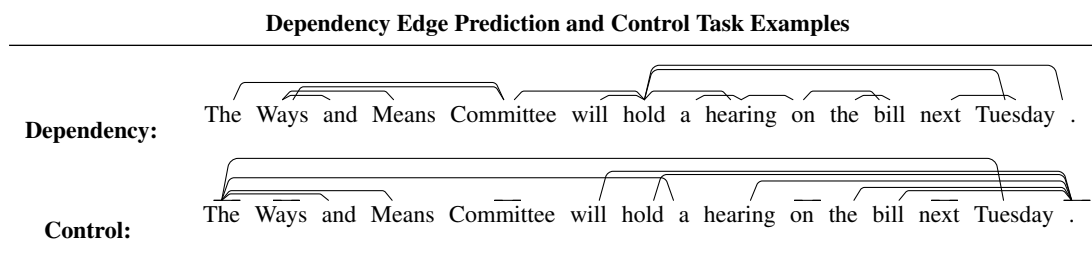 Dependency Edge Prediction and Control Task Examples
Dependency: The Ways and Means Committee will hold a hearing on the bill next Tuesday .
Control: The Ways and Means Committee will hold a hearing on the bill next Tuesday .